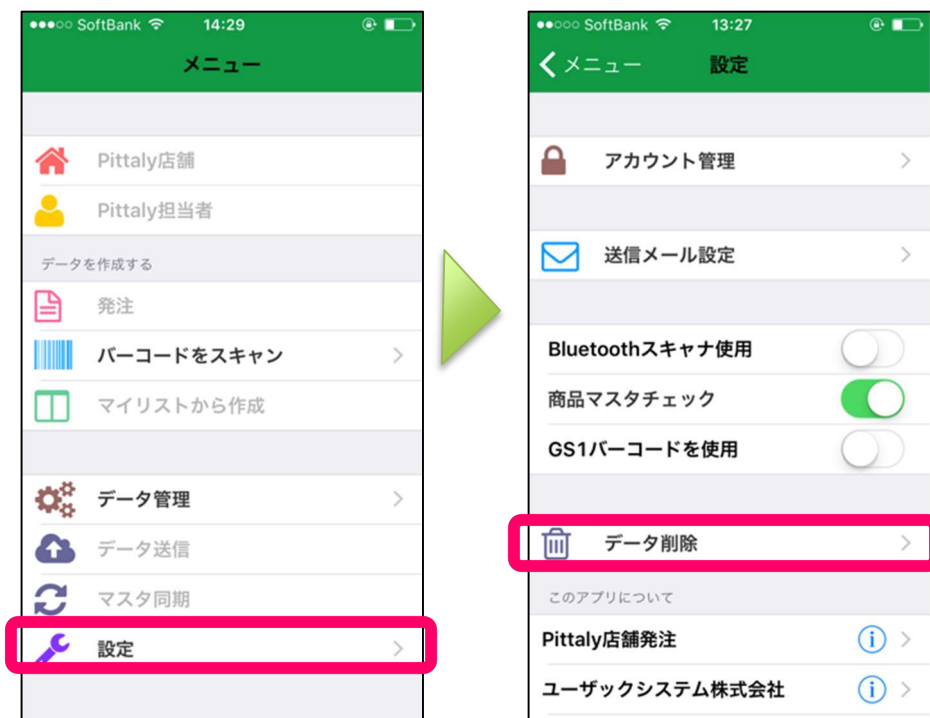 SoftBank 14:29
メニュー
Pittaly店舗
Pittaly担当者
データを作成する
発注
バーコードをスキャン
マイリストから作成
データ管理
データ送信
マスタ同期
設定
SoftBank 13:27
メニュー 設定
アカウント管理
送信メール設定
Bluetoothスキャナ使用
商品マスタチェック
GS1バーコードを使用
データ削除
このアプリについて
Pittaly店舗発注
ユーザックシステム株式会社